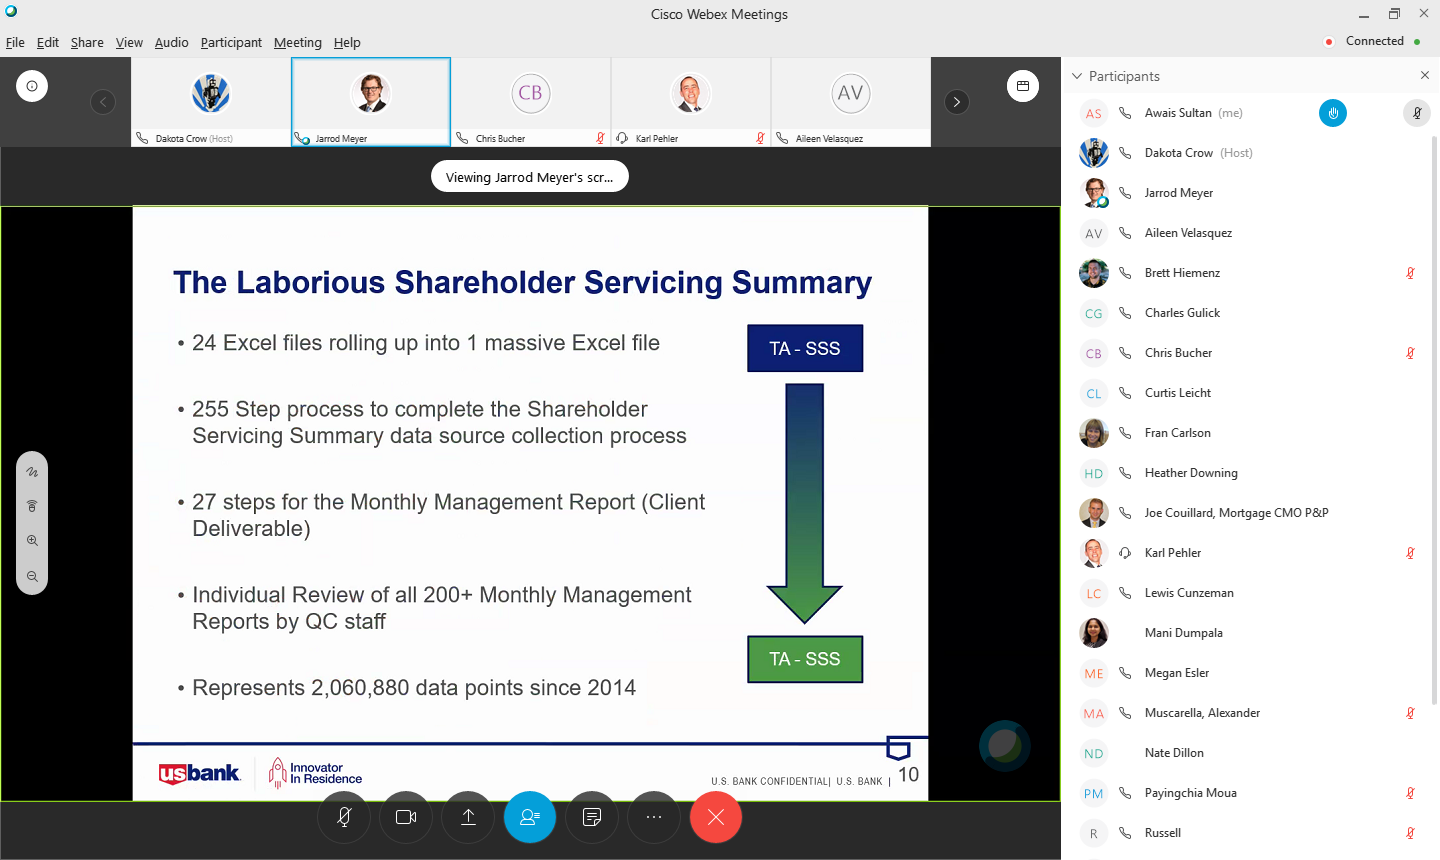 Cisco Webex Meetings
File Edit Share View Audio Participant Meeting Help
Connected
Dakota Crow (Host)
Jarrod Meyer
CB
Chris Bucher
Karl Pehler
AV
Aileen Velasquez
Viewing Jarrod Meyer's scr...
The Laborious Shareholder Servicing Summary
• 24 Excel files rolling up into 1 massive Excel file
• 255 Step process to complete the Shareholder
Servicing Summary data source collection process
• 27 steps for the Monthly Management Report (Client
Deliverable)
• Individual Review of all 200+ Monthly Management
Reports by QC staff
• Represents 2,060,880 data points since 2014
TA - SSS
TA - SSS
usbank
Innovator
In Residence
U.S. BANK CONFIDENTIAL| U.S. BANK | 10
Participants
AS Awais Sultan (me)
Dakota Crow (Host)
Jarrod Meyer
AV Aileen Velasquez
Brett Hiemenz
CG Charles Gulick
CB Chris Bucher
CL Curtis Leicht
Fran Carlson
HD Heather Downing
Joe Couillard, Mortgage CMO P&P
Karl Pehler
LC Lewis Cunzeman
Mani Dumpala
ME Megan Esler
MA Muscarella, Alexander
ND Nate Dillon
PM Payingchia Moua
R Russell